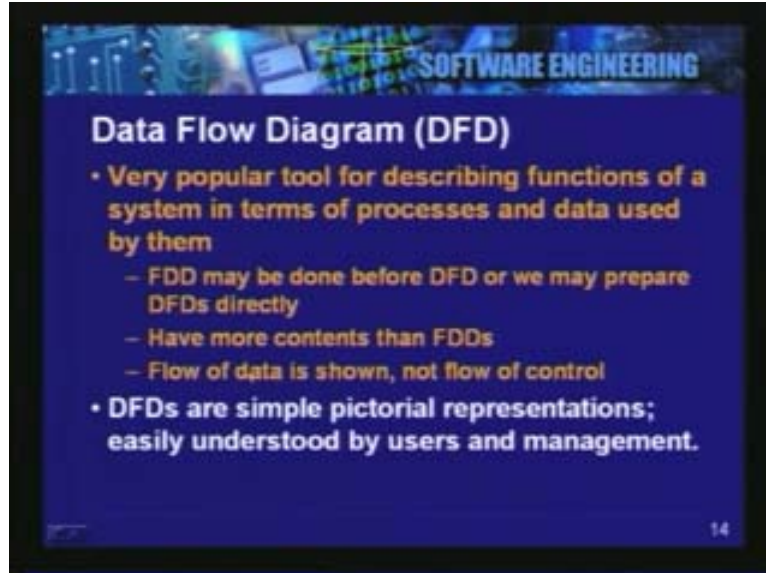 SOFTWARE ENGINEERING
Data Flow Diagram (DFD)
• Very popular tool for describing functions of a
system in terms of processes and data used
by them
– FDD may be done before DFD or we may prepare
DFDs directly
– Have more contents than FDDs
– Flow of data is shown, not flow of control
• DFDs are simple pictorial representations;
easily understood by users and management.
14